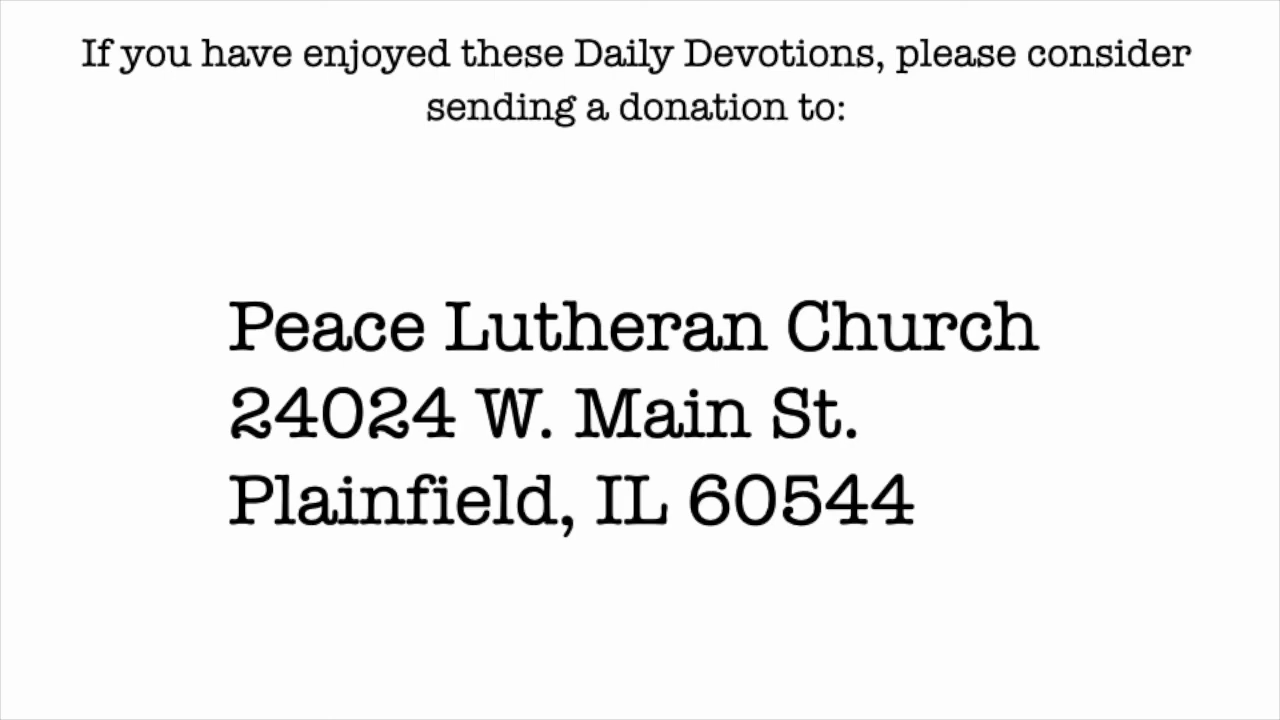 If you have enjoyed these Daily Devotions, please consider
sending a donation to:
Peace Lutheran Church
24024 W. Main St.
Plainfield, IL 60544